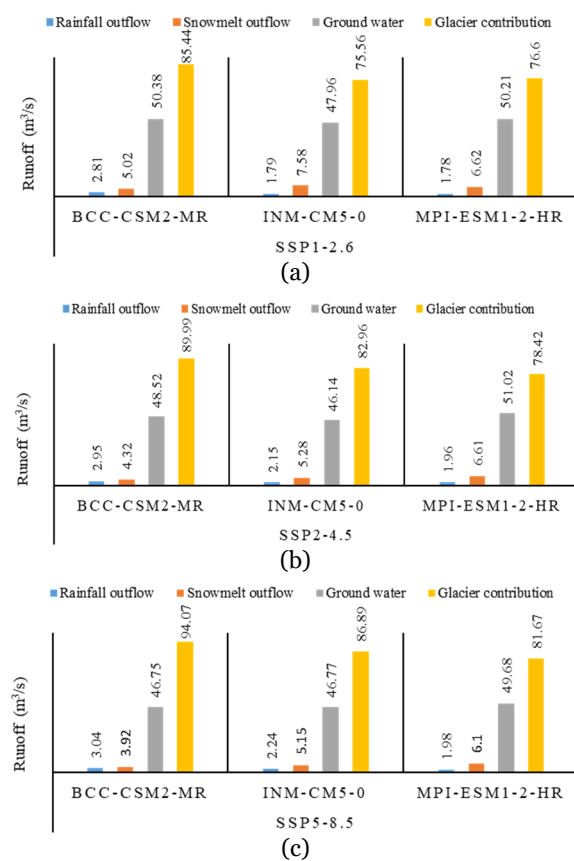 Rainfall outflow Snowmelt outflow Ground water Glacier contribution
Runoff (m³/s)
2.81 5.02 50.38 85.44 1.79 7.58 47.96 75.56 1.78 6.62 50.21 76.6
BCC-CSM2-MR INM-CM5-0 MPI-ESM1-2-HR
SSP1-2.6
(a)
Rainfall outflow Snowmelt outflow Ground water Glacier contribution
Runoff (m³/s)
2.95 4.32 48.52 89.99 2.15 5.28 46.14 82.96 1.96 6.61 51.02 78.42
BCC-CSM2-MR INM-CM5-0 MPI-ESM1-2-HR
SSP2-4.5
(b)
Rainfall outflow Snowmelt outflow Ground water Glacier contribution
Runoff (m³/s)
3.04 3.92 46.75 94.07 2.24 5.15 46.77 86.89 1.98 6.1 49.68 81.67
BCC-CSM2-MR INM-CM5-0 MPI-ESM1-2-HR
SSP5-8.5
(c)